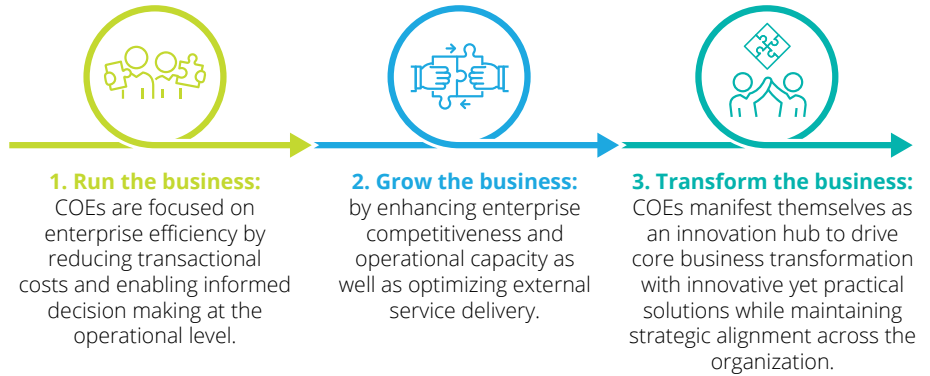 1. Run the business:
COEs are focused on
enterprise efficiency by
reducing transactional
costs and enabling informed
decision making at the
operational level.
2. Grow the business:
by enhancing enterprise
competitiveness and
operational capacity as
well as optimizing external
service delivery.
3. Transform the business:
COEs manifest themselves as
an innovation hub to drive
core business transformation
with innovative yet practical
solutions while maintaining
strategic alignment across the
organization.